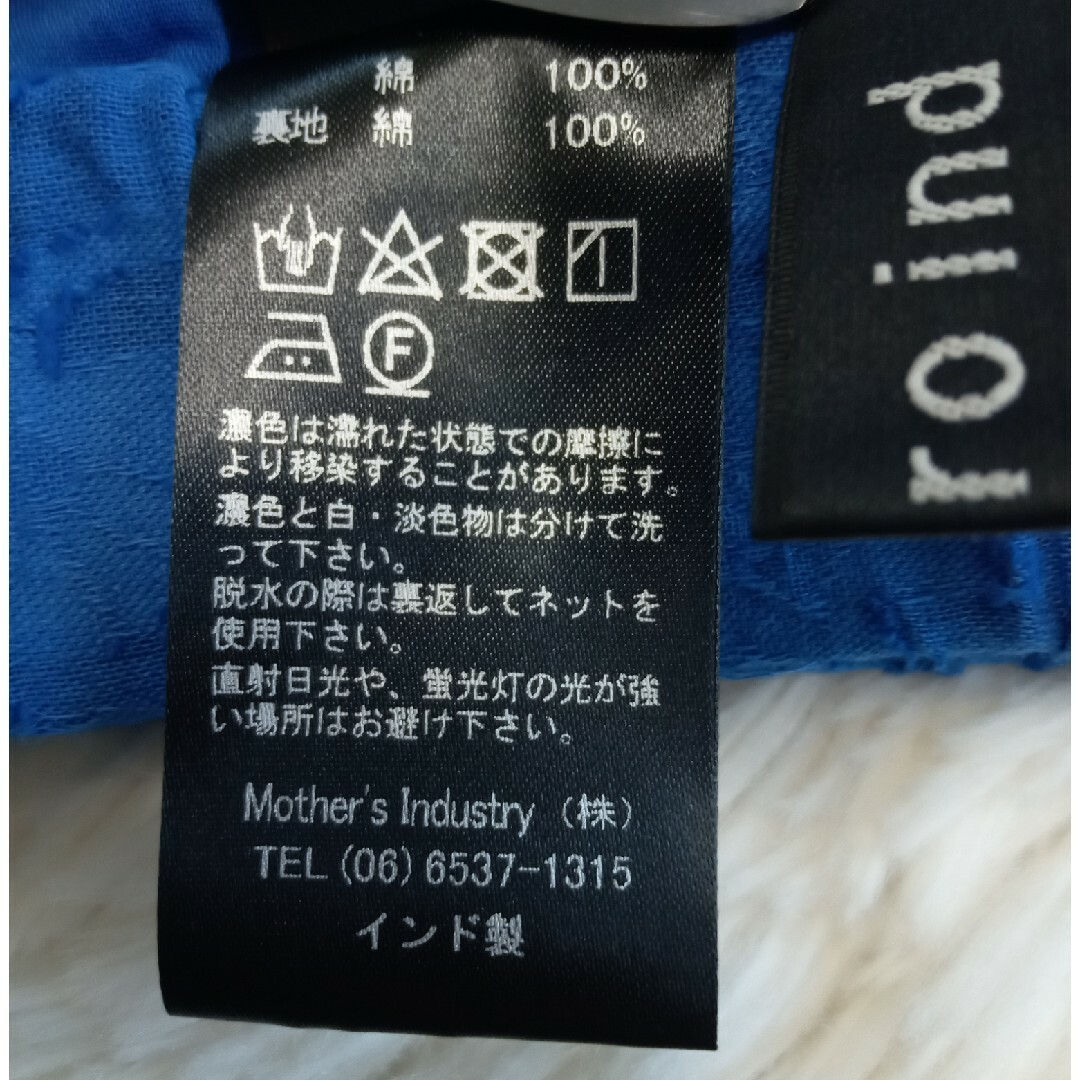 綿 100%
裏地 綿 100%
F
濃色は濡れた状態での摩擦に
より移染することがあります。
濃色と白・淡色物は分けて洗
って下さい。
脱水の際は裏返してネットを
使用下さい。
直射日光や、蛍光灯の光が強
い場所はお避け下さい。
Mother's Industry (株)
TEL (06) 6537-1315
インド製
ro ind